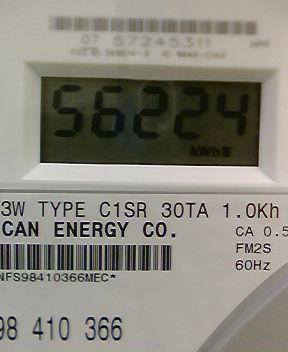 07 57245311
56224
kWh
3W TYPE C1SR 30TA 1.0Kh
CAN ENERGY CO.
CA 0.5
FM2S
60Hz
NFS98410366MEC*
98 410 366